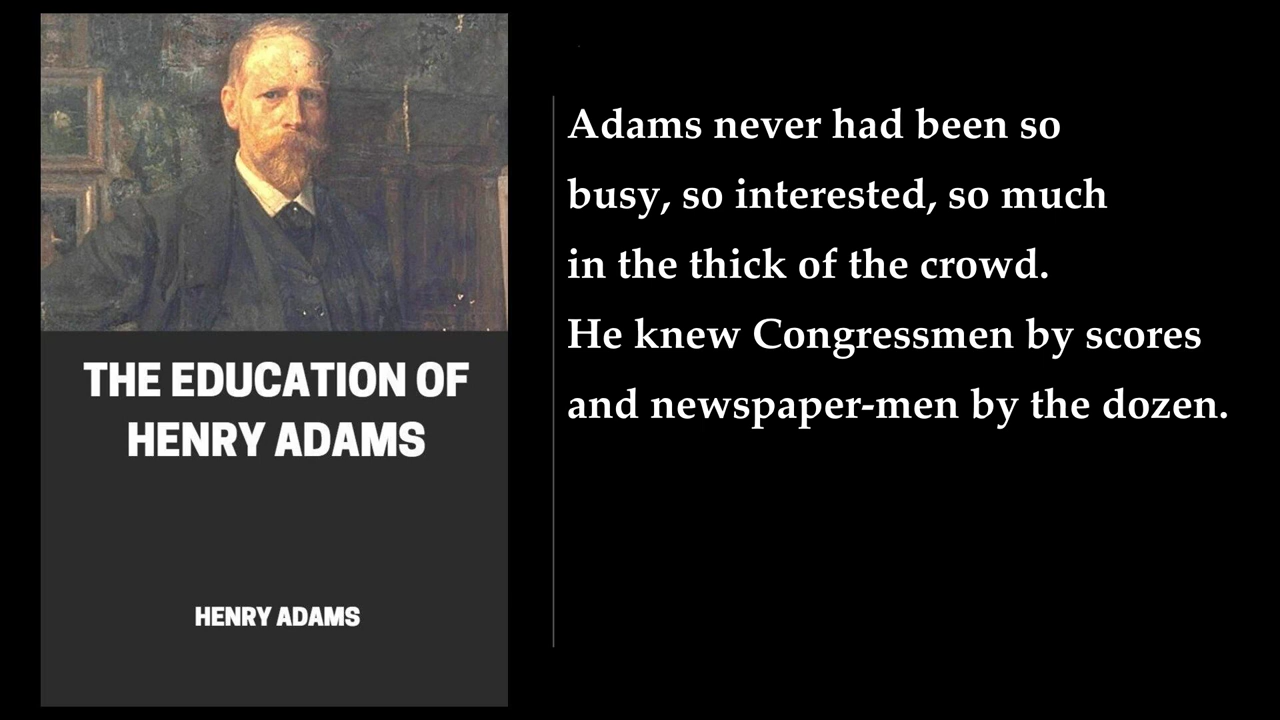 THE EDUCATION OF
HENRY ADAMS
HENRY ADAMS
Adams never had been so
busy, so interested, so much
in the thick of the crowd.
He knew Congressmen by scores
and newspaper-men by the dozen.